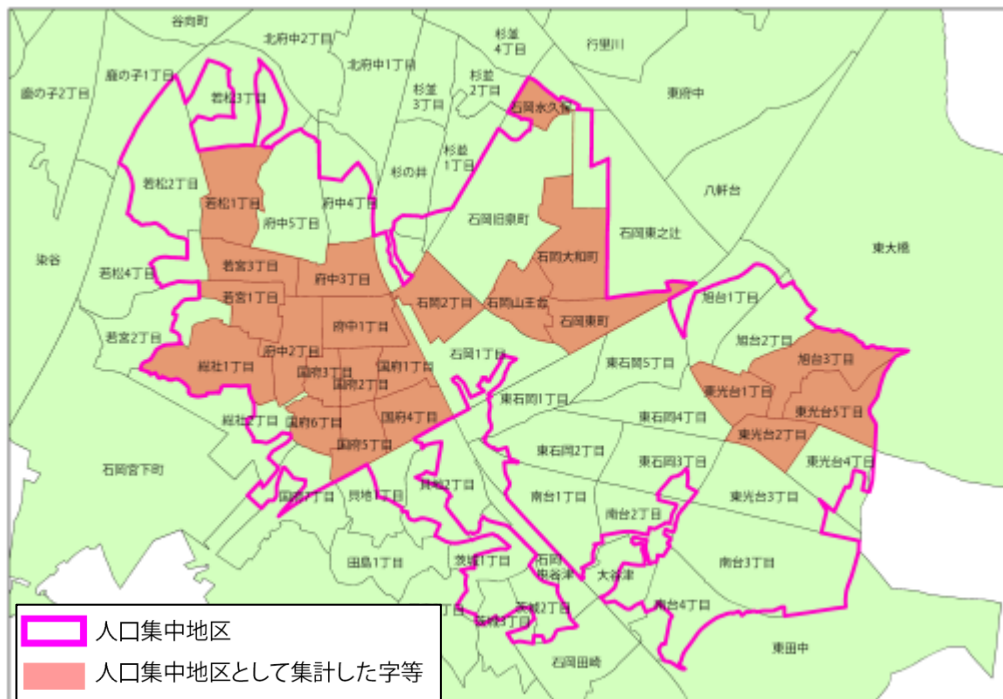 谷向町
北府中2丁目
杉並
4丁目
行里川
鹿の子1丁目
北府中1丁目
杉並
2丁目
鹿の子2丁目
若松3丁目
杉並
3丁目
石岡永久保
東府中
杉並
1丁目
杉の井
若松2丁目
若松1丁目
府中4丁目
府中5丁目
八軒台
石岡旧泉町
石岡東之辻
東大橋
染谷
若松4丁目
若宮3丁目
府中3丁目
石岡大和町
若宮1丁目
石岡2丁目
石岡山王台
石岡東町
旭台1丁目
府中1丁目
若宮2丁目
旭台2丁目
府中2丁目
石岡1丁目
総社1丁目
国府3丁目
国府1丁目
東石岡5丁目
旭台3丁目
国府2丁目
東光台1丁目
東石岡1丁目
総社2丁目
国府6丁目
国府4丁目
東石岡4丁目
東光台5丁目
東光台2丁目
国府5丁目
東石岡2丁目
石岡宮下町
東石岡3丁目
東光台4丁目
国府7丁目
貝地1丁目
貝地2丁目
南台1丁目
南台2丁目
東光台3丁目
田島1丁目
茨城1丁目
石岡
大谷津
南台3丁目
茨城2丁目
茨城3丁目
南台4丁目
丁目
石岡田崎
東田中
人口集中地区
人口集中地区として集計した字等